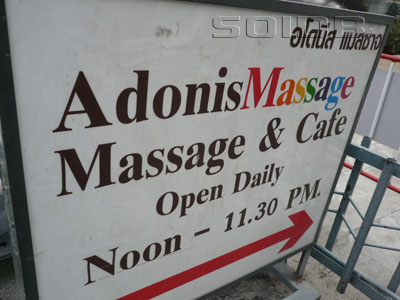 SOIDB
อโดนีส แมสซาจ
AdonisMassage
Massage & Cafe
Open Daily
Noon - 11.30 PM.